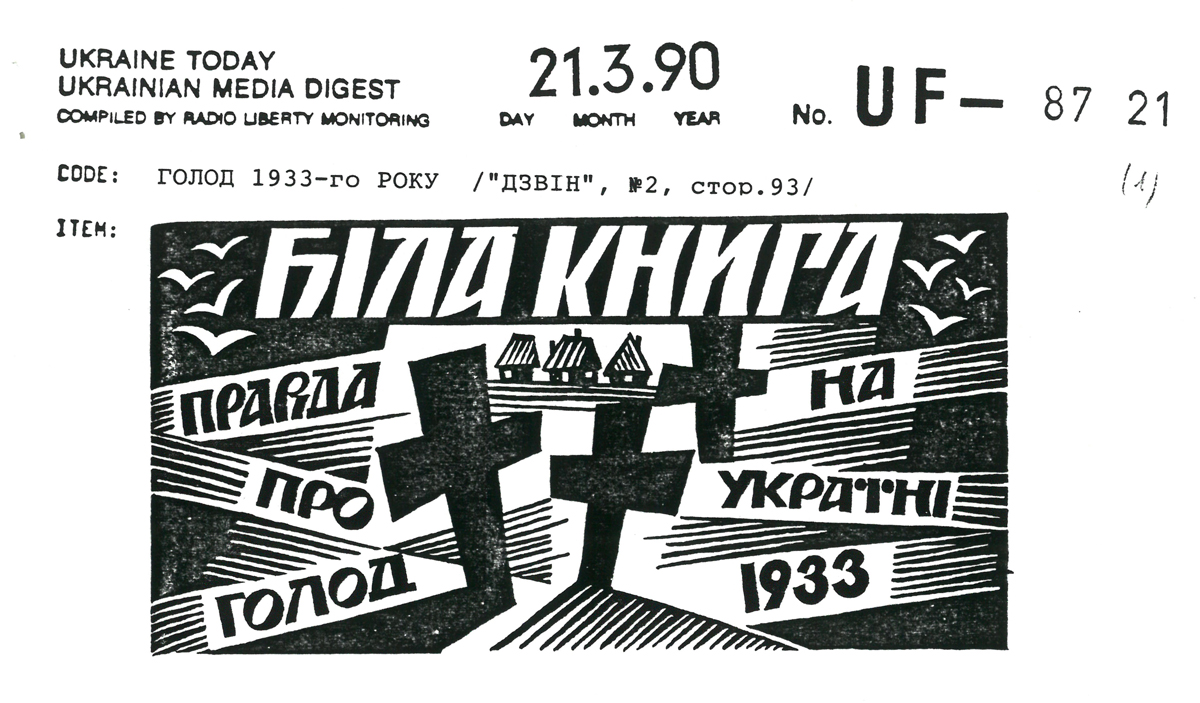 UKRAINE TODAY
UKRAINIAN MEDIA DIGEST
COMPILED BY RADIO LIBERTY MONITORING
21.3.90
DAY MONTH YEAR
No. UF— 87 21
CODE: ГОЛОД 1933-го РОКУ /"ДЗВІН", №2, стор.93/
(1)
ITEM:
БІЛА КНИГА
ПРАВДА
ПРО
ГОЛОД
НА
УКРАЇНІ
1933